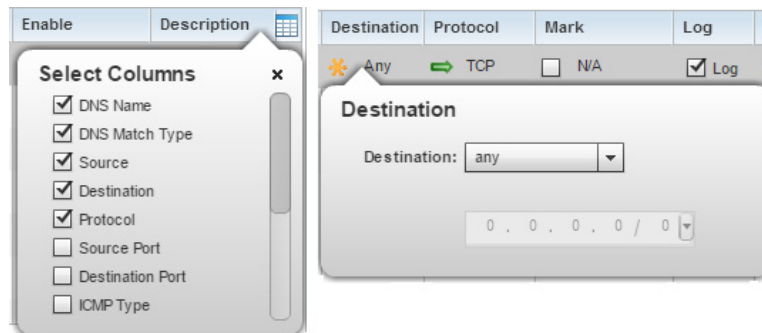 Enable Description
Select Columns x
DNS Name
DNS Match Type
Source
Destination
Protocol
Source Port
Destination Port
ICMP Type
Destination Protocol Mark Log
Any TCP N/A Log
Destination
Destination: any
0 . 0 . 0 . 0 / 0